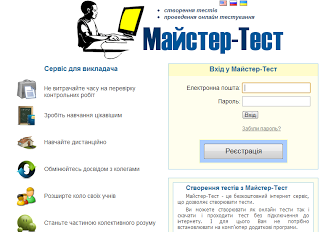 створення тестів
проведення онлайн тестування
Майстер-Тест
Сервіс для викладача
Не витрачайте часу на перевірку
контрольних робіт
Зробіть навчання цікавішим
Навчайте дистанційно
Обмінюйтесь досвідом з колегами
Розширте коло своїх учнів
Станьте частиною колективного розуму
Вхід у Майстер-Тест
Електронна пошта:
Пароль:
Вхід
Забули пароль?
Реєстрація
Створення тестів з Майстер-Тест
Майстер-Тест - це безкоштовний інтернет сервіс,
що дозволяє створювати тести.
Ви можете створювати як онлайн тести так і
скачати і проходити тест без підключення до
інтернету. І для цього Вам не потрібно
встановлювати на комп'ютер додаткові програми.